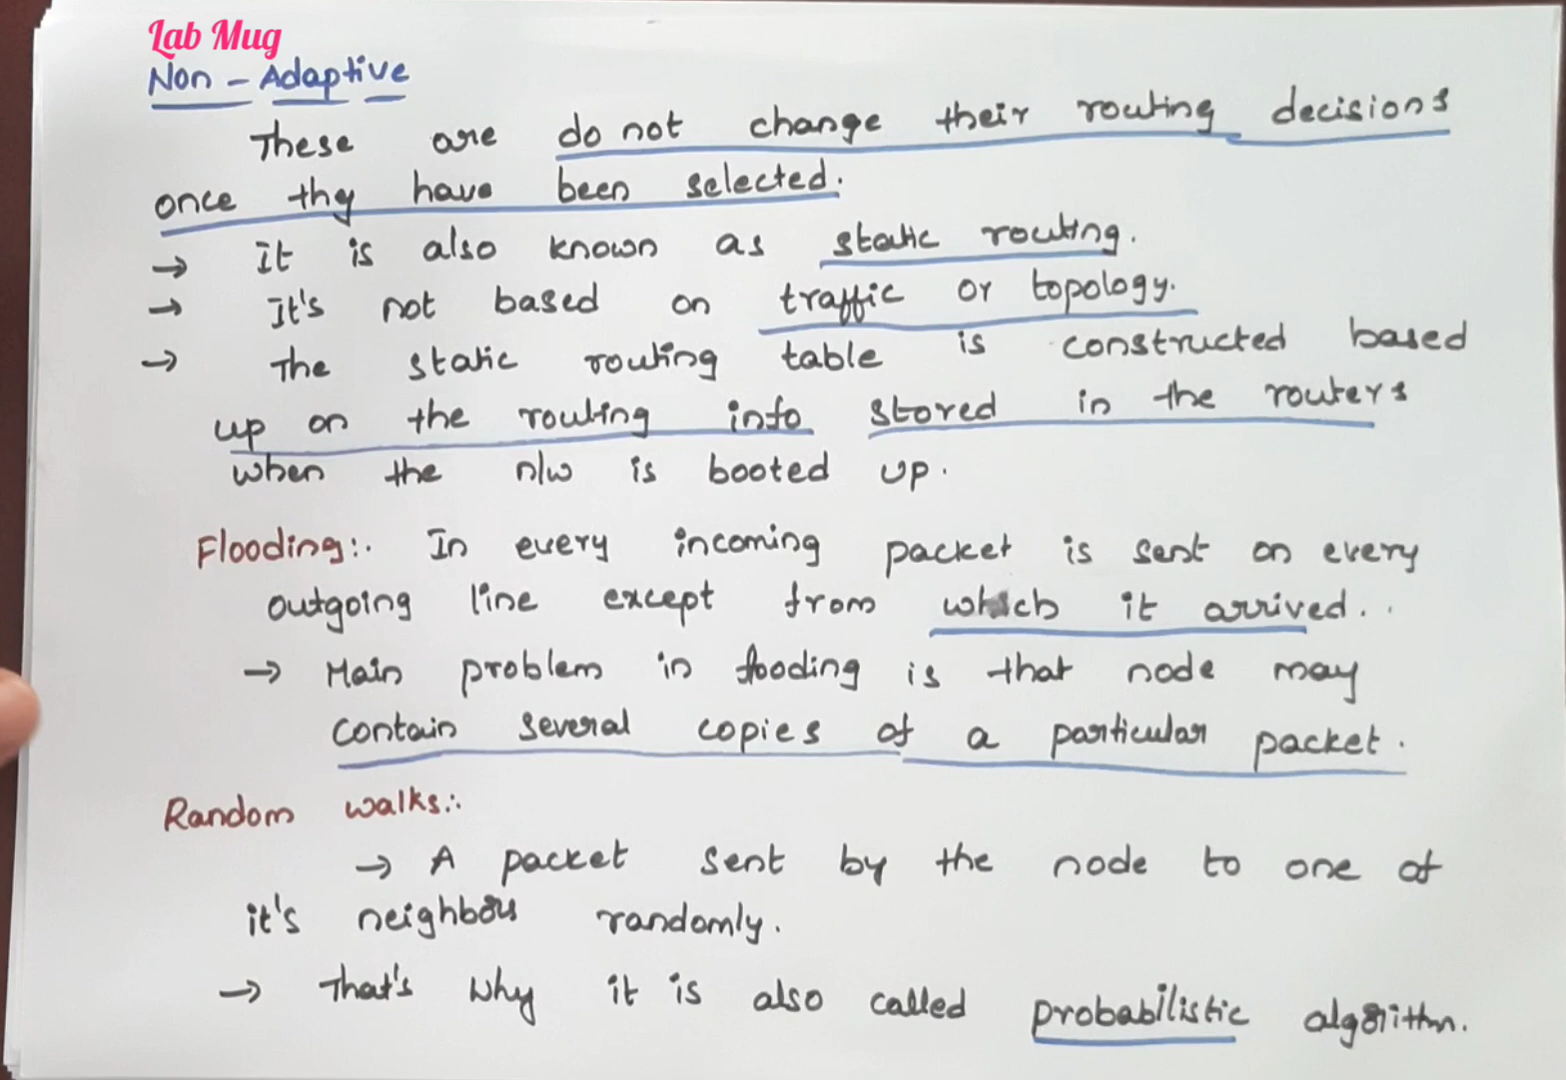 Lab Mug
Non - Adaptive
These are do not change their routing decisions
once thy have been selected.
→ It is also known as static routing.
→ It's not based on traffic or topology.
→ The static routing table is constructed based
up on the routing info stored in the routers
when the n/w is booted up.
Flooding:. In every incoming packet is sent on every
outgoing line except from which it arrived..
→ Main problem in flooding is that node may
contain several copies of a particular packet.
Random walks:.
→ A packet sent by the node to one of
it's neighbour randomly.
→ That's why it is also called probabilistic algorithm.